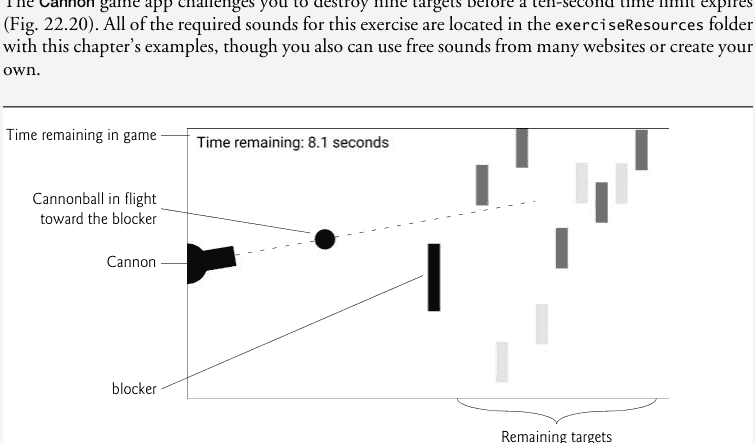 The Cannon game app challenges you to destroy nine targets before a ten-second time limit expires
(Fig. 22.20). All of the required sounds for this exercise are located in the exerciseResources folder
with this chapter’s examples, though you also can use free sounds from many websites or create your
own.
Time remaining in game
Time remaining: 8.1 seconds
Cannonball in flight
toward the blocker
Cannon
blocker
Remaining targets